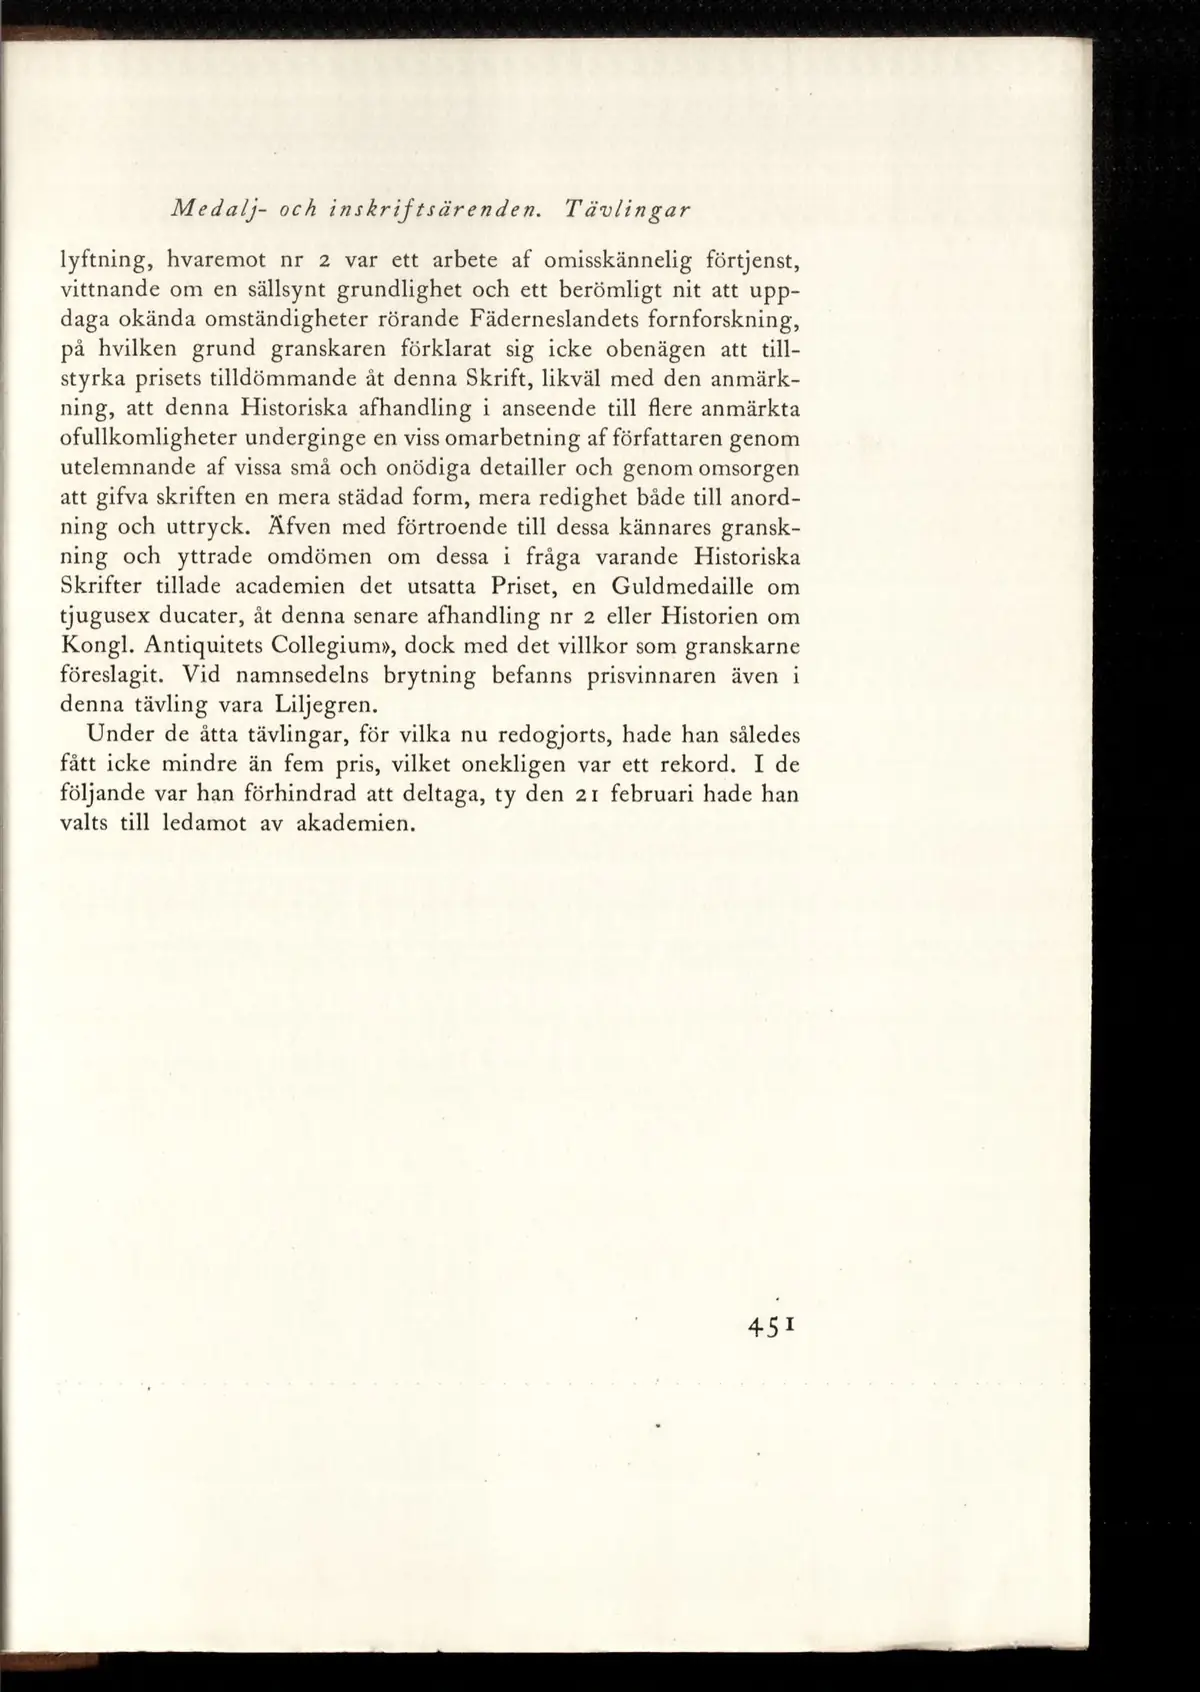 Medalj- och inskriftsärenden. Tävlingar
lyftning, hvaremot nr 2 var ett arbete af omisskännelig förtjenst,
vittnande om en sällsynt grundlighet och ett berömligt nit att upp-
daga okända omständigheter rörande Fäderneslandets fornforskning,
på hvilken grund granskaren förklarat sig icke obenägen att till-
styrka prisets tilldömmande åt denna Skrift, likväl med den anmärk-
ning, att denna Historiska afhandling i anseende till flere anmärkta
ofullkomligheter underginge en viss omarbetning af författaren genom
utelemnande af vissa små och onödiga detailler och genom omsorgen
att gifva skriften en mera städad form, mera redighet både till anord-
ning och uttryck. Äfven med förtroende till dessa kännares gransk-
ning och yttrade omdömen om dessa i fråga varande Historiska
Skrifter tillade academien det utsatta Priset, en Guldmedaille om
tjugusex ducater, åt denna senare afhandling nr 2 eller Historien om
Kongl. Antiquitets Collegium», dock med det villkor som granskarne
föreslagit. Vid namnsedelns brytning befanns prisvinnaren även i
denna tävling vara Liljegren.
Under de åtta tävlingar, för vilka nu redogjorts, hade han således
fått icke mindre än fem pris, vilket onekligen var ett rekord. I de
följande var han förhindrad att deltaga, ty den 21 februari hade han
valts till ledamot av akademien.
451